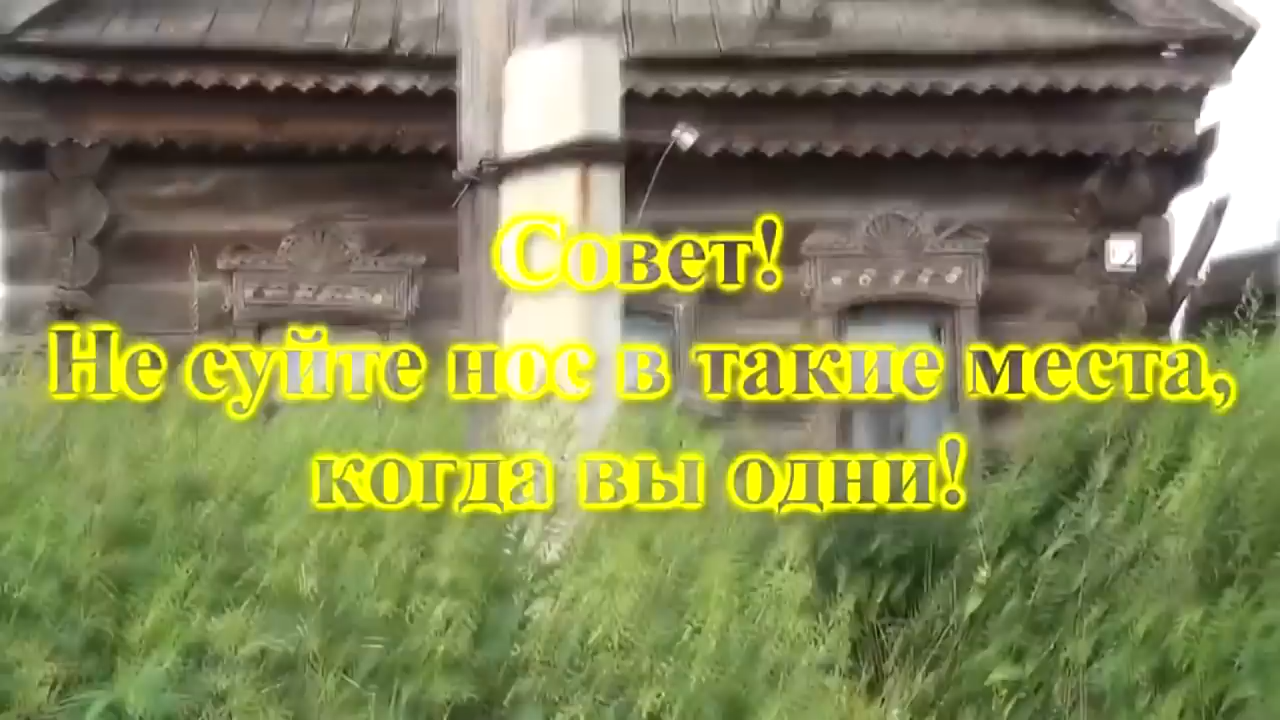 Совет!
Не суйте нос в такие места,
когда вы одни!